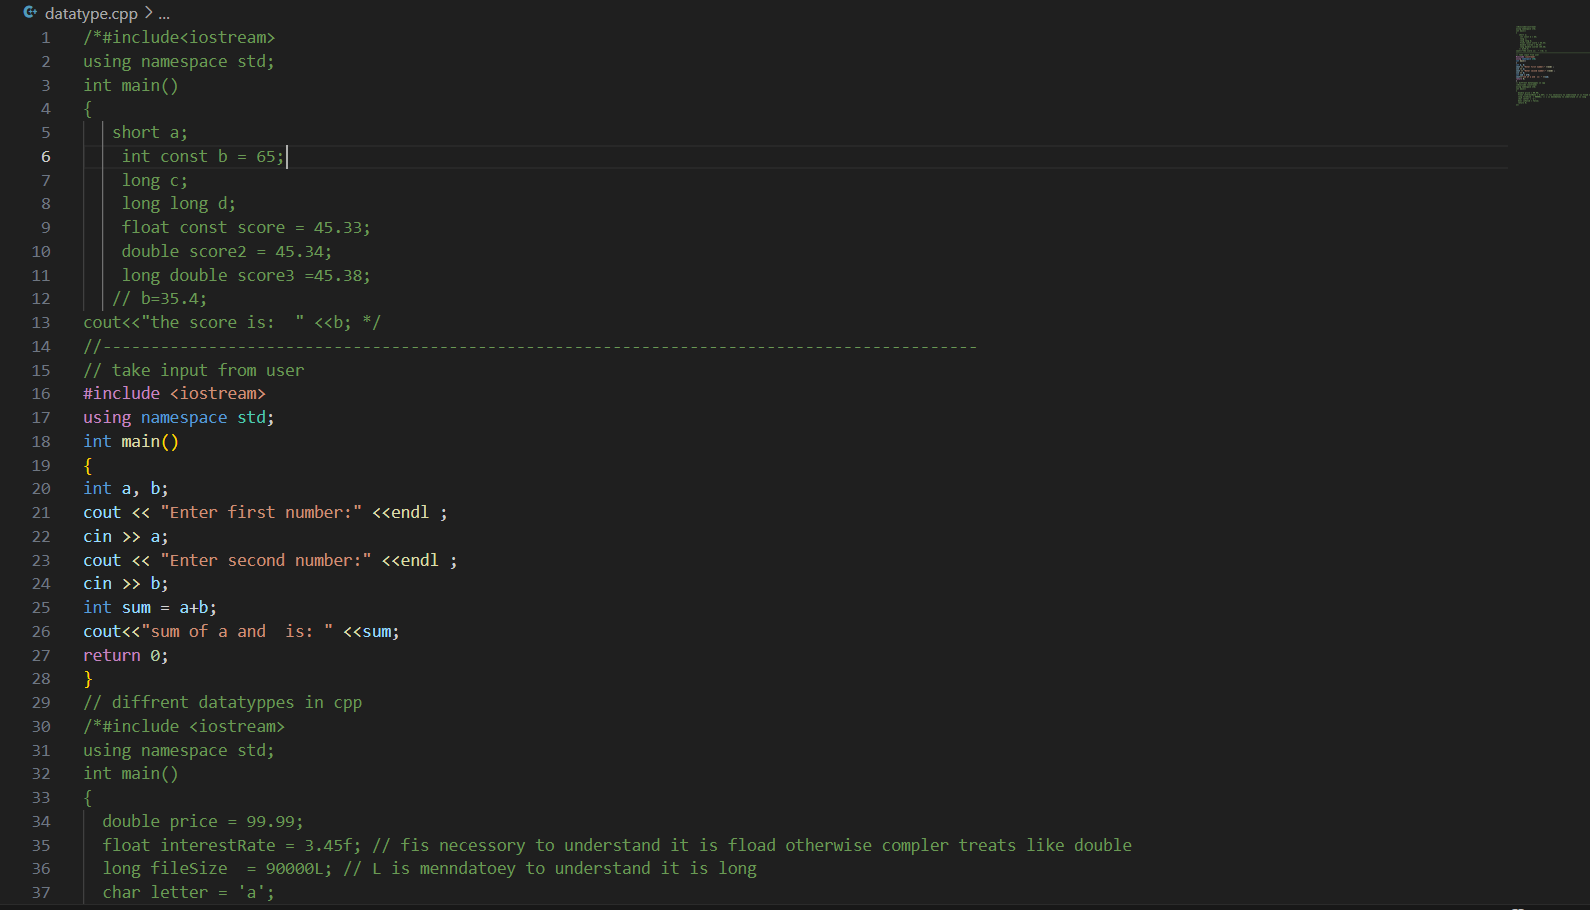 datatype.cpp > ...
1 /*#include<iostream>
2 using namespace std;
3 int main()
4 {
5    short a;
6     int const b = 65;
7     long c;
8     long long d;
9     float const score = 45.33;
10     double score2 = 45.34;
11     long double score3 =45.38;
12    // b=35.4;
13 cout<<"the score is:  " <<b; */
14 //-------------------------------------------------------------------------------------------
15 // take input from user
16 #include <iostream>
17 using namespace std;
18 int main()
19 {
20 int a, b;
21 cout << "Enter first number:" <<endl ;
22 cin >> a;
23 cout << "Enter second number:" <<endl ;
24 cin >> b;
25 int sum = a+b;
26 cout<<"sum of a and  is: " <<sum;
27 return 0;
28 }
29 // diffrent datatyppes in cpp
30 /*#include <iostream>
31 using namespace std;
32 int main()
33 {
34   double price = 99.99;
35   float interestRate = 3.45f; // fis necessory to understand it is fload otherwise compler treats like double
36   long fileSize  = 90000L; // L is menndatoey to understand it is long
37   char letter = 'a';